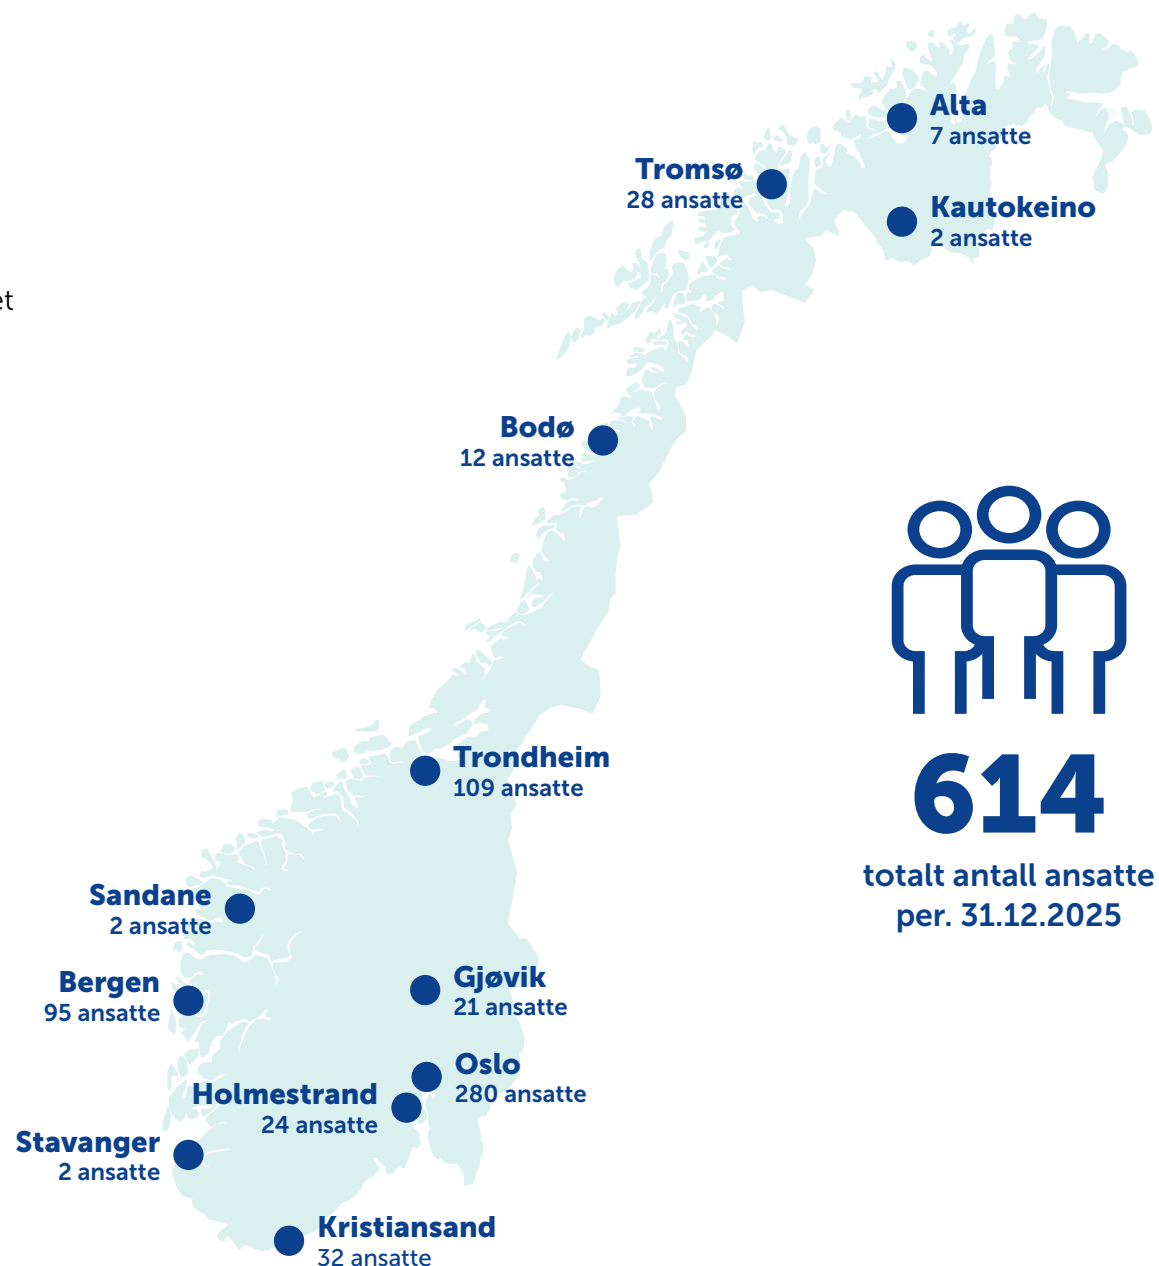 Alta
7 ansatte
Tromsø
28 ansatte
Kautokeino
2 ansatte
et
Bodø
12 ansatte
Trondheim
109 ansatte
614
totalt antall ansatte
per. 31.12.2025
Sandane
2 ansatte
Bergen
95 ansatte
Gjøvik
21 ansatte
Oslo
280 ansatte
Holmestrand
24 ansatte
Stavanger
2 ansatte
Kristiansand
32 ansatte